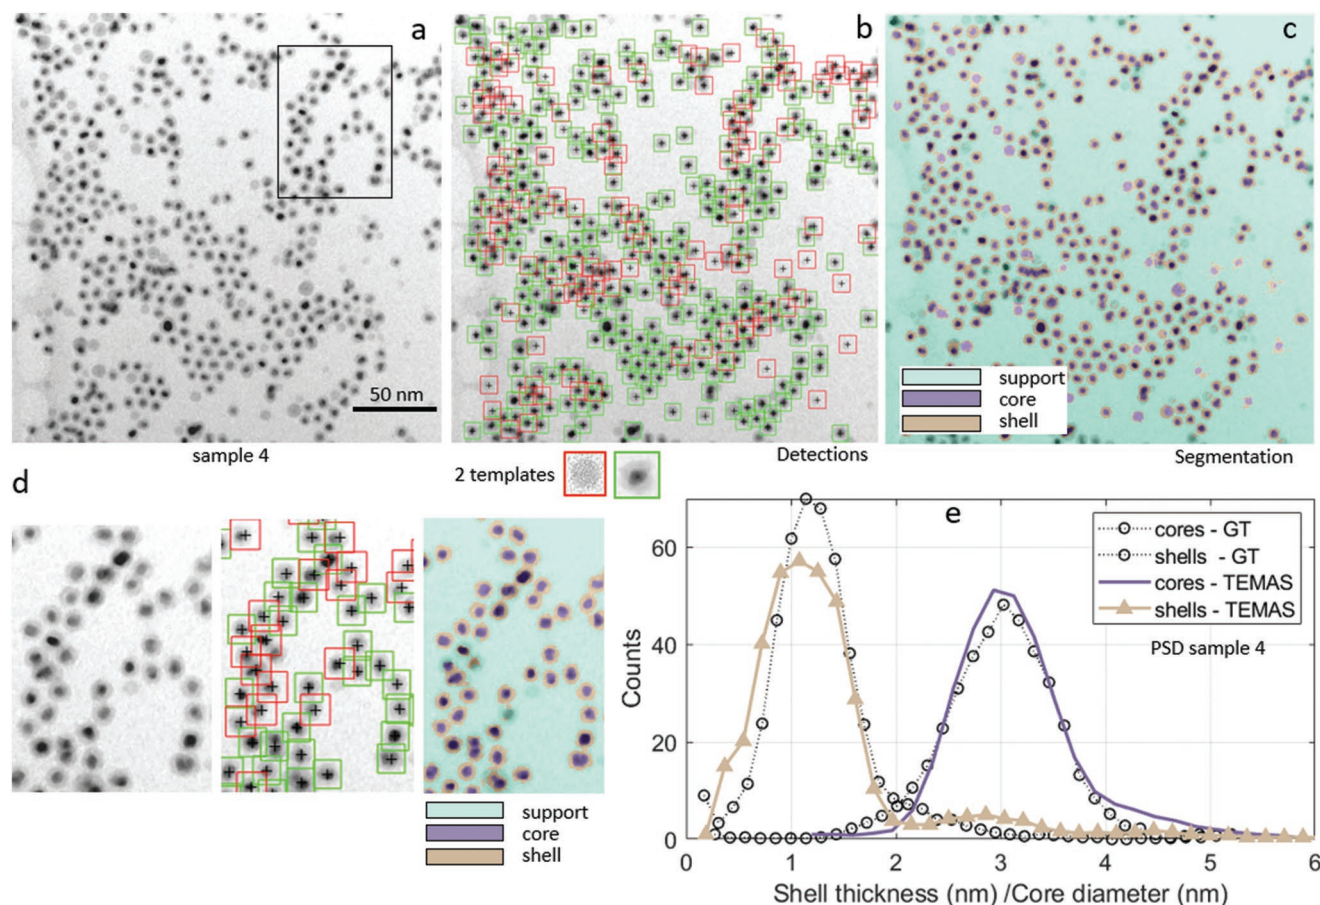 a
b
c
50 nm
support
core
shell
sample 4
Detections
Segmentation
2 templates
d
e
cores - GT
shells - GT
cores - TEMAS
shells - TEMAS
PSD sample 4
60
40
20
0
Counts
0 1 2 3 4 5 6
Shell thickness (nm) /Core diameter (nm)
support
core
shell